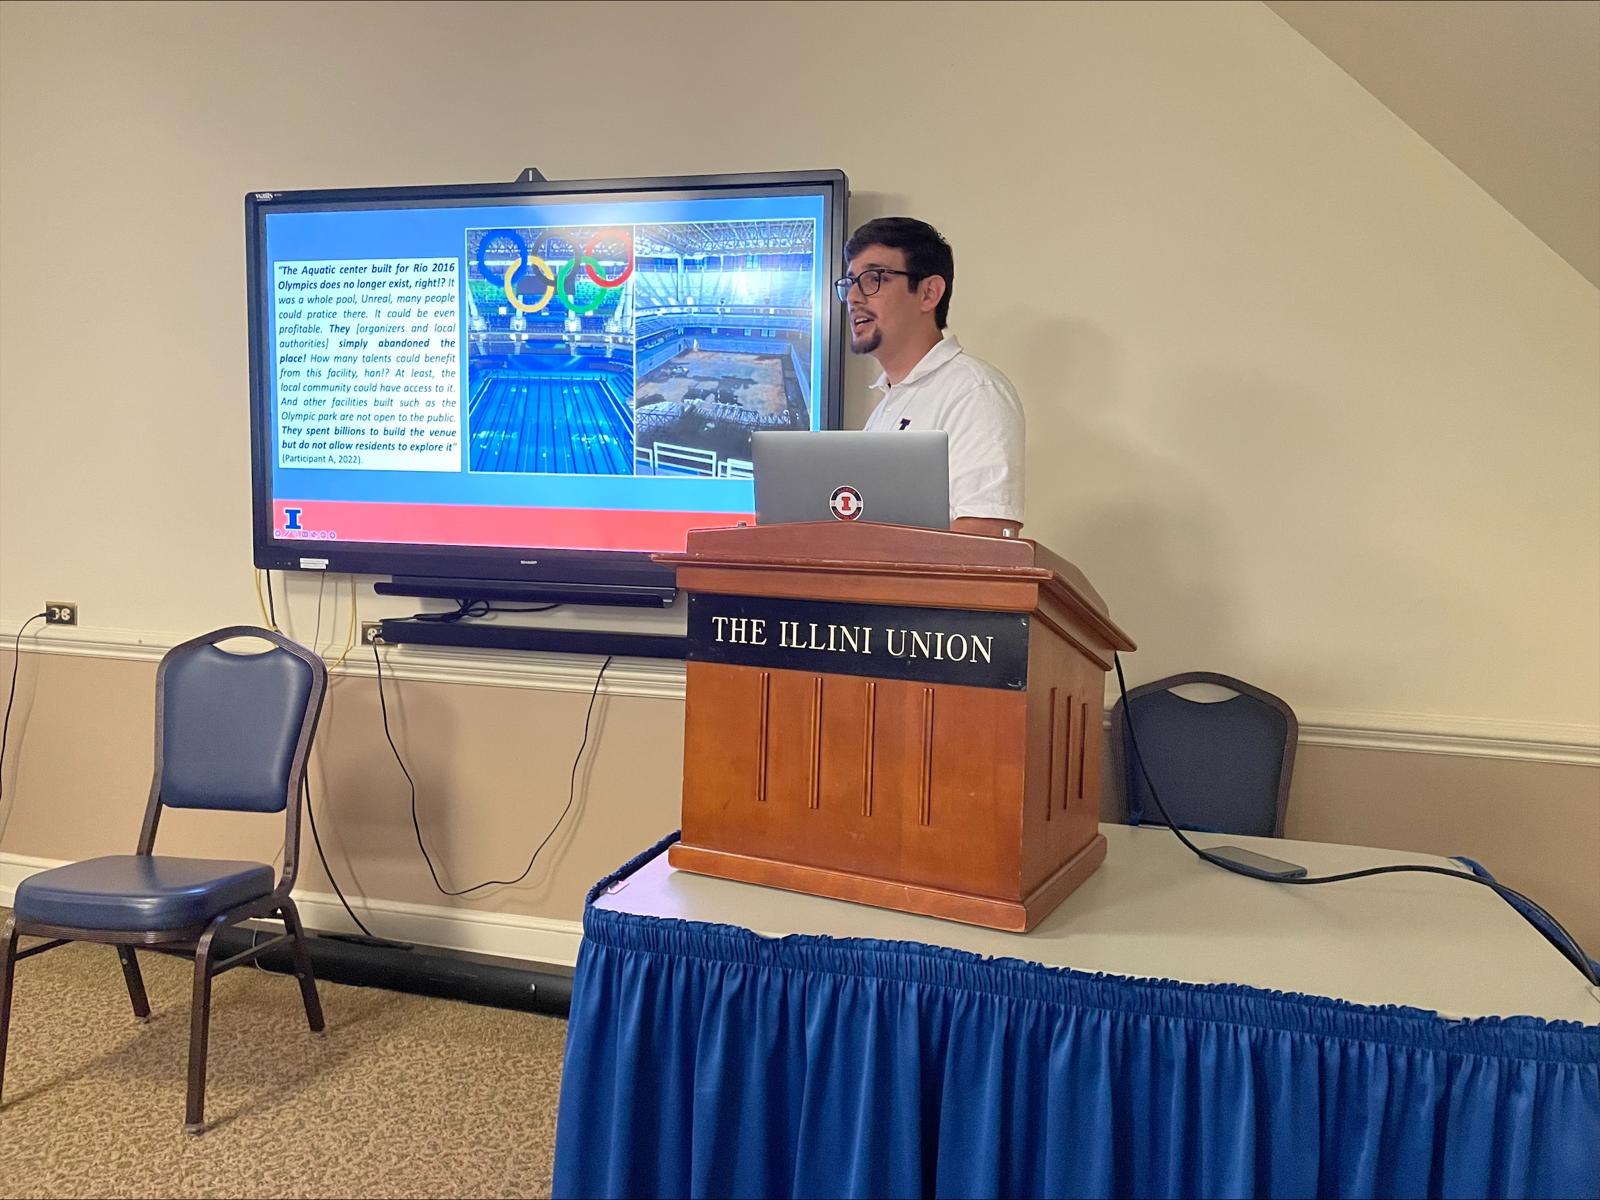 "The Aquatic center built for Rio 2016
Olympics does no longer exist, right!? It
was a whole pool, Unreal, many people
could pratice there. It could be even
profitable. They [organizers and local
authorities] simply abandoned the
place! How many talents could benefit
from this facility, han!? At least, the
local community could have access to it.
And other facilities built such as the
Olympic park are not open to the public.
They spent billions to build the venue
but do not allow residents to explore it"
(Participant A, 2022).
I
SHARP
I
I
THE ILLINI UNION